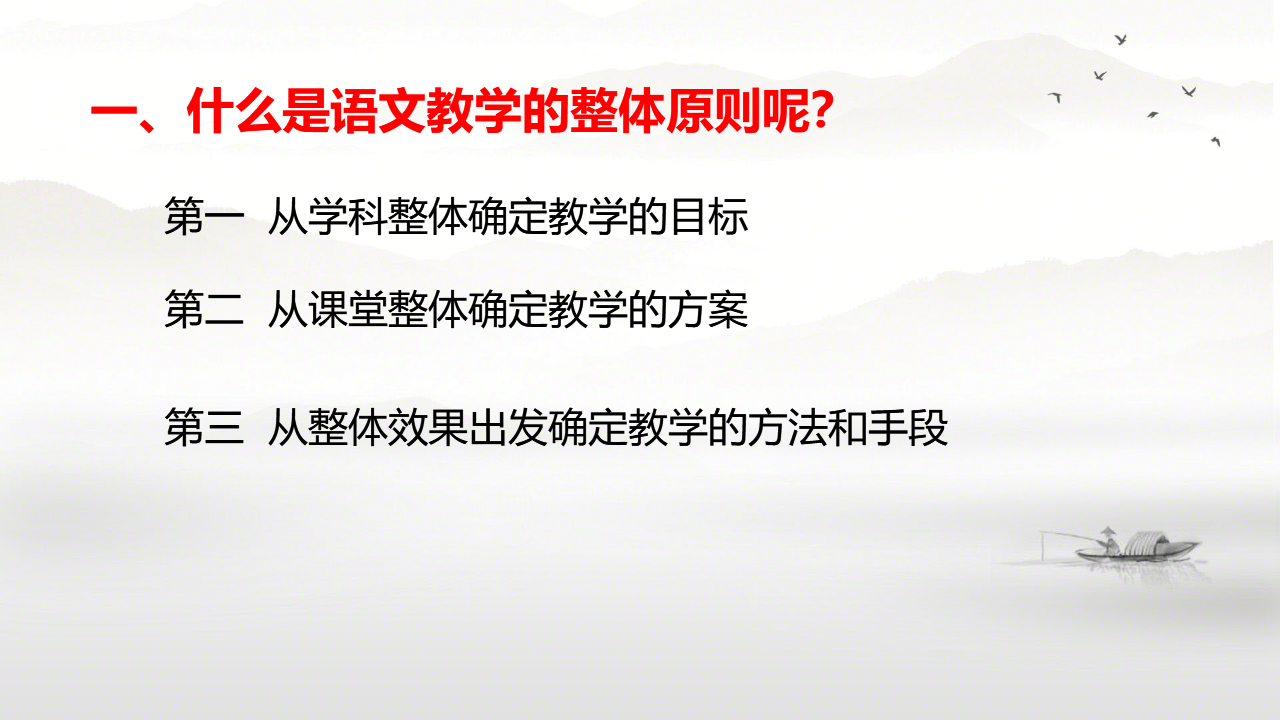 一、什么是语文教学的整体原则呢？
第一 从学科整体确定教学的目标
第二 从课堂整体确定教学的方案
第三 从整体效果出发确定教学的方法和手段